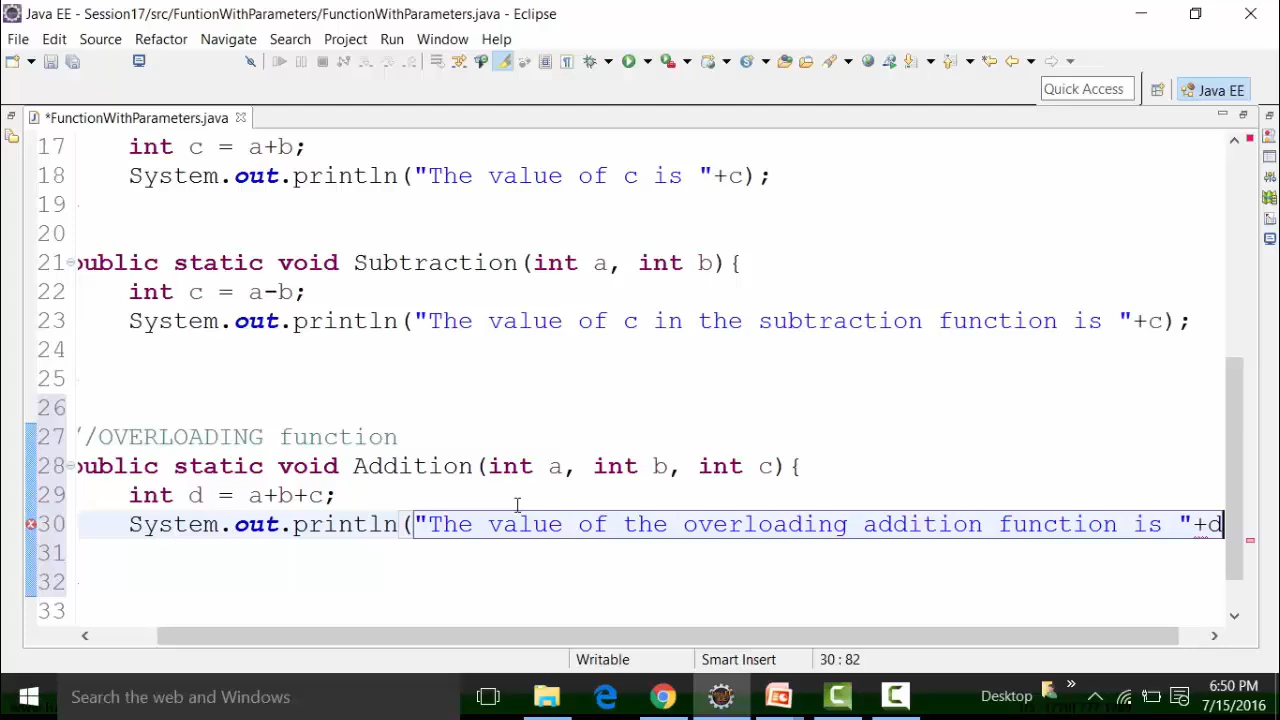 Java EE - Session17/src/FuntionWithParameters/FunctionWithParameters.java - Eclipse
File Edit Source Refactor Navigate Search Project Run Window Help
Quick Access
Java EE
*FunctionWithParameters.java
17 int c = a+b;
18 System.out.println("The value of c is "+c);
19
20
21 public static void Subtraction(int a, int b){
22 int c = a-b;
23 System.out.println("The value of c in the subtraction function is "+c);
24
25
26
27 //OVERLOADING function
28 public static void Addition(int a, int b, int c){
29 int d = a+b+c;
30 System.out.println("The value of the overloading addition function is "+d
31
32
33
Writable Smart Insert 30 : 82
Search the web and Windows
Desktop
6:50 PM
7/15/2016